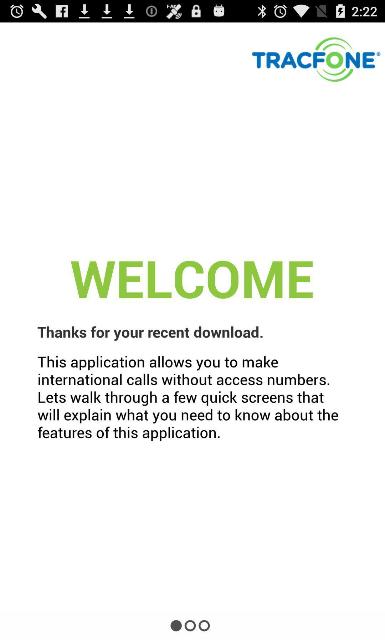 2:22
TRACFONE®
WELCOME
Thanks for your recent download.
This application allows you to make
international calls without access numbers.
Lets walk through a few quick screens that
will explain what you need to know about the
features of this application.